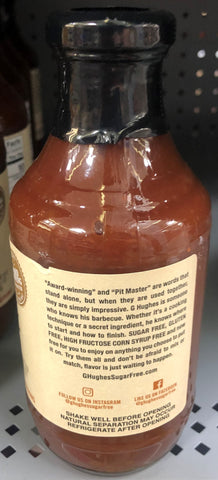 "Award-winning" and "Pit Master" are words that
stand alone, but when they are used together,
they are simply impressive. G Hughes is someone
who knows his barbecue. Whether it's a cooking
technique or a secret ingredient, he knows where
to start and how to finish. SUGAR FREE, GLUTEN
FREE, HIGH FRUCTOSE CORN SYRUP FREE and now
free for you to enjoy on anything you choose to put
it on. Try them all and don't be afraid to mix or
match, flavor is just waiting to happen.
GHughesSugarFree.com
FOLLOW US ON INSTAGRAM
@ghughessugarfree
LIKE US ON FACEBOOK
@ghughessugarfree
SHAKE WELL BEFORE OPENING
NATURAL SEPARATION MAY OCCUR
REFRIGERATE AFTER OPENING